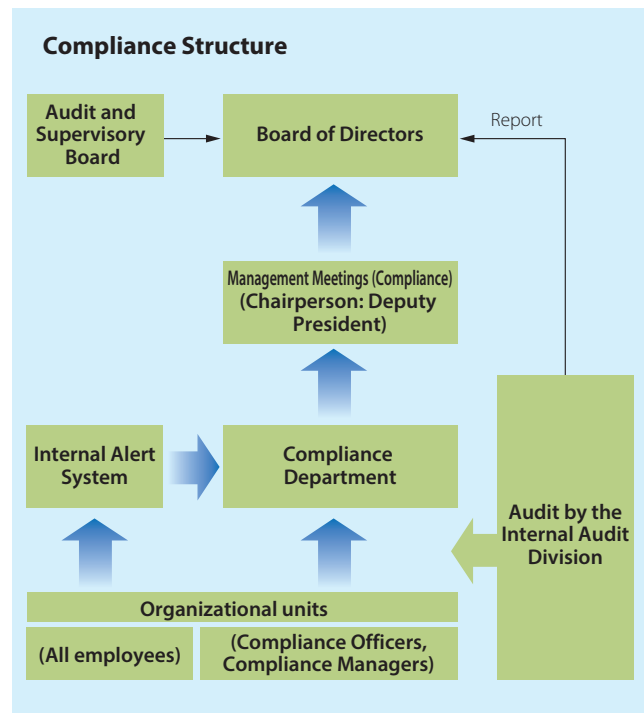 Compliance Structure
Audit and
Supervisory
Board
Board of Directors
Report
Management Meetings (Compliance)
(Chairperson: Deputy
President)
Internal Alert
System
Compliance
Department
Audit by the
Internal Audit
Division
Organizational units
(All employees)
(Compliance Officers,
Compliance Managers)